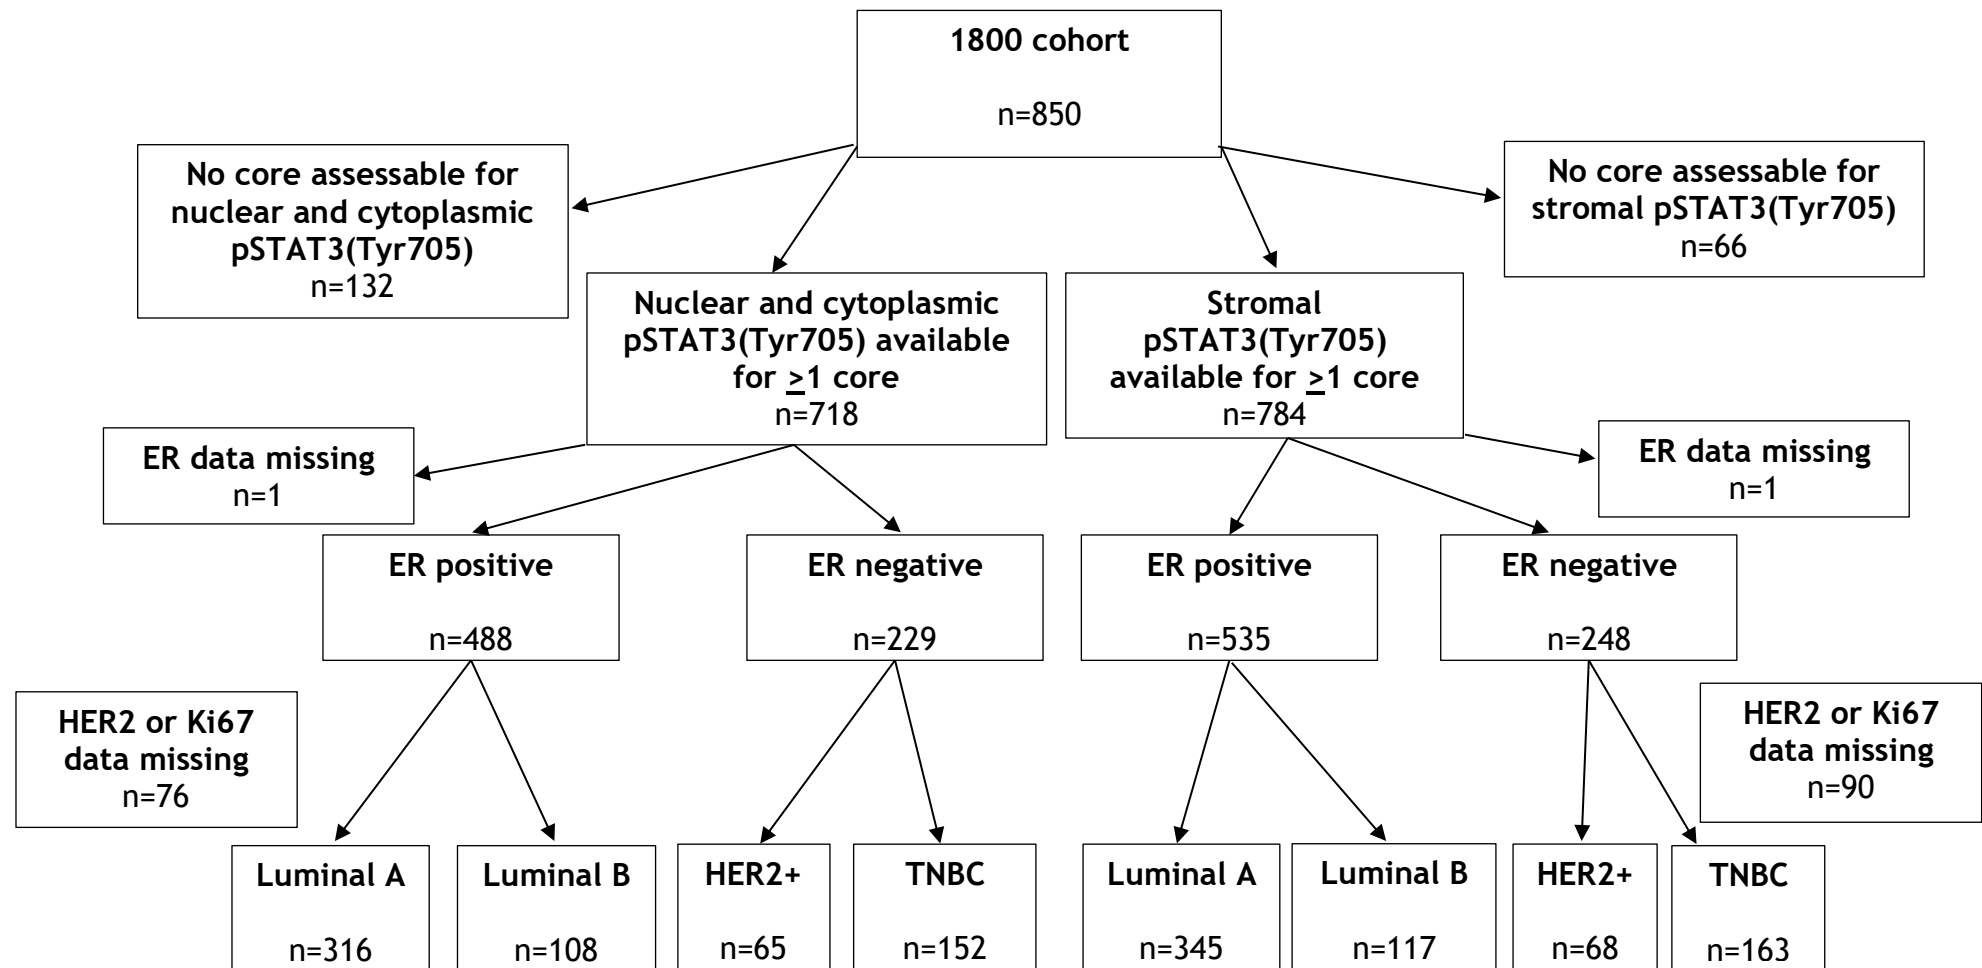 1800 cohort
n=850
No core assessable for
nuclear and cytoplasmic
pSTAT3(Tyr705)
n=132
No core assessable for
stromal pSTAT3(Tyr705)
n=66
Nuclear and cytoplasmic
pSTAT3(Tyr705) available
for ≥1 core
n=718
Stromal
pSTAT3(Tyr705)
available for ≥1 core
n=784
ER data missing
n=1
ER data missing
n=1
ER positive
n=488
ER negative
n=229
ER positive
n=535
ER negative
n=248
HER2 or Ki67
data missing
n=76
HER2 or Ki67
data missing
n=90
Luminal A
n=316
Luminal B
n=108
HER2+
n=65
TNBC
n=152
Luminal A
n=345
Luminal B
n=117
HER2+
n=68
TNBC
n=163